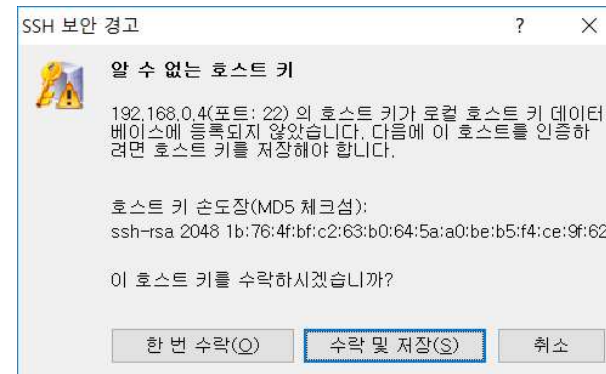 SSH 보안 경고 ? ×
알 수 없는 호스트 키
192.168.0.4(포트: 22) 의 호스트 키가 로컬 호스트 키 데이터
베이스에 등록되지 않았습니다. 다음에 이 호스트를 인증하
려면 호스트 키를 저장해야 합니다.
호스트 키 손도장(MD5 체크섬):
ssh-rsa 2048 1b:76:4f:bf:c2:63:b0:64:5a:a0:be:b5:f4:ce:9f:62
이 호스트 키를 수락하시겠습니까?
한 번 수락(O) 수락 및 저장(S) 취소